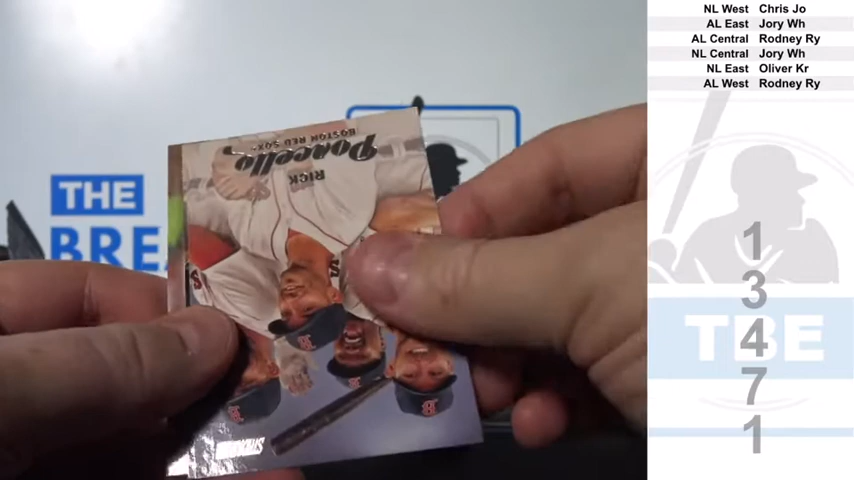 NL West Chris Jo
AL East Jory Wh
AL Central Rodney Ry
NL Central Jory Wh
NL East Oliver Kr
AL West Rodney Ry
THE
BREA
BOSTON RED SOX
Porcello
RICK
1
3
4
7
1
TBE